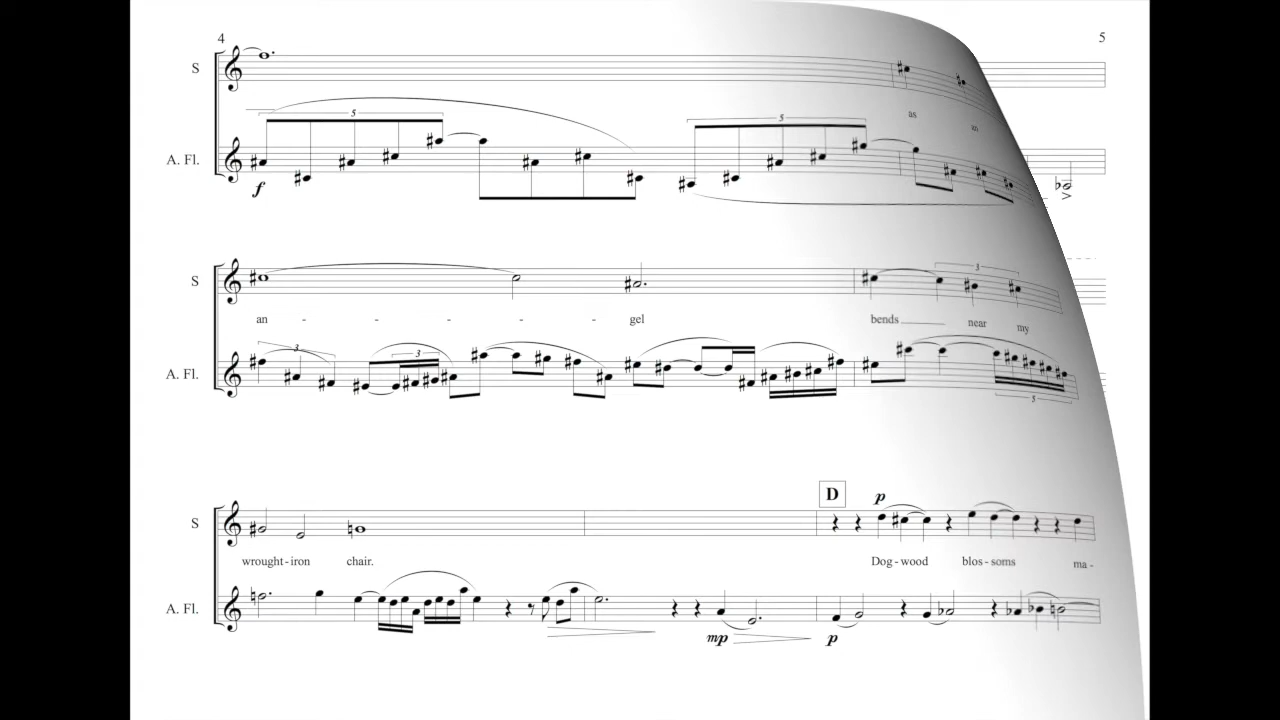 4 5
S
as an
5 5
A. Fl.
f
S
3
an - - - - - gel bends near my
3 3
A. Fl.
5
D p
S
wrought - iron chair. Dog - wood blos - soms ma -
A. Fl.
mp p